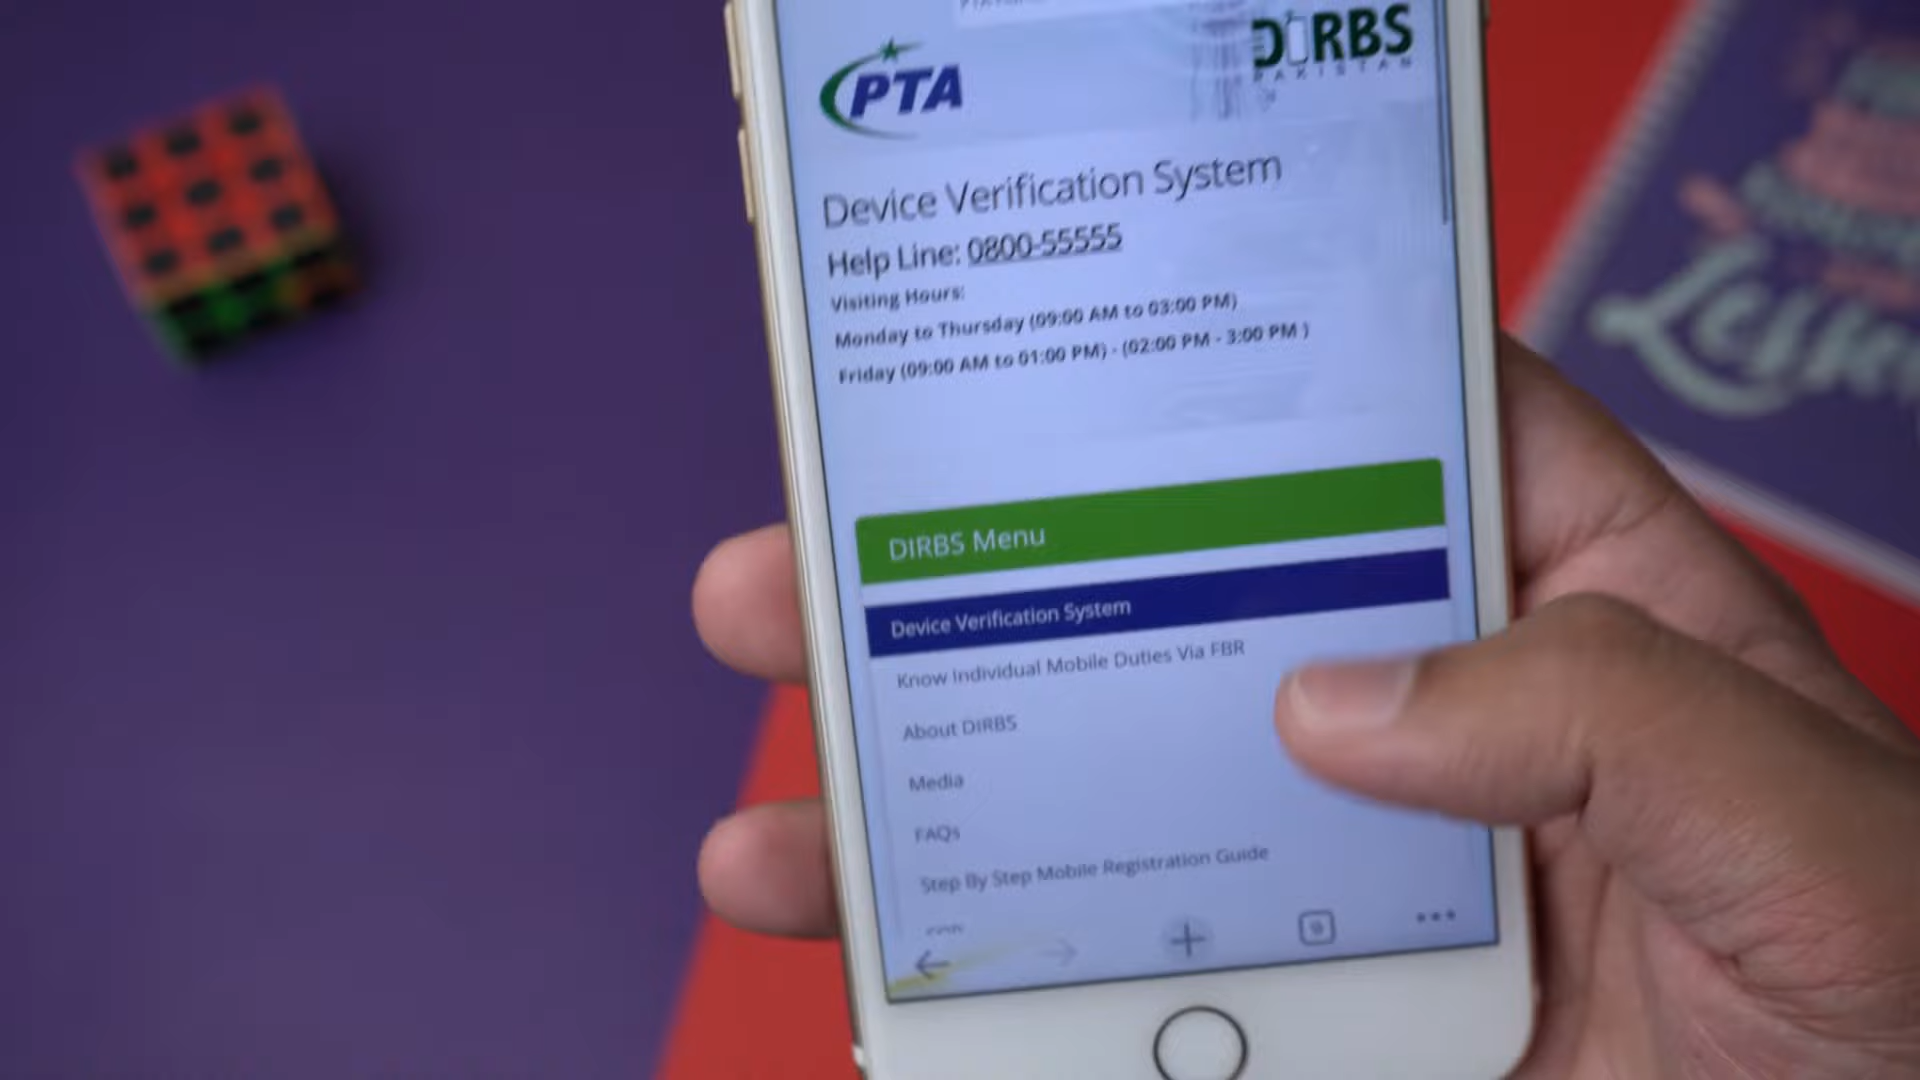 PTA
DIRBS
PAKISTAN
Device Verification System
Help Line: 0800-55555
Visiting Hours:
Monday to Thursday (09:00 AM to 03:00 PM)
Friday (09:00 AM to 01:00 PM) - (02:00 PM - 3:00 PM )
DIRBS Menu
Device Verification System
Know Individual Mobile Duties Via FBR
About DIRBS
Media
FAQs
Step By Step Mobile Registration Guide
9